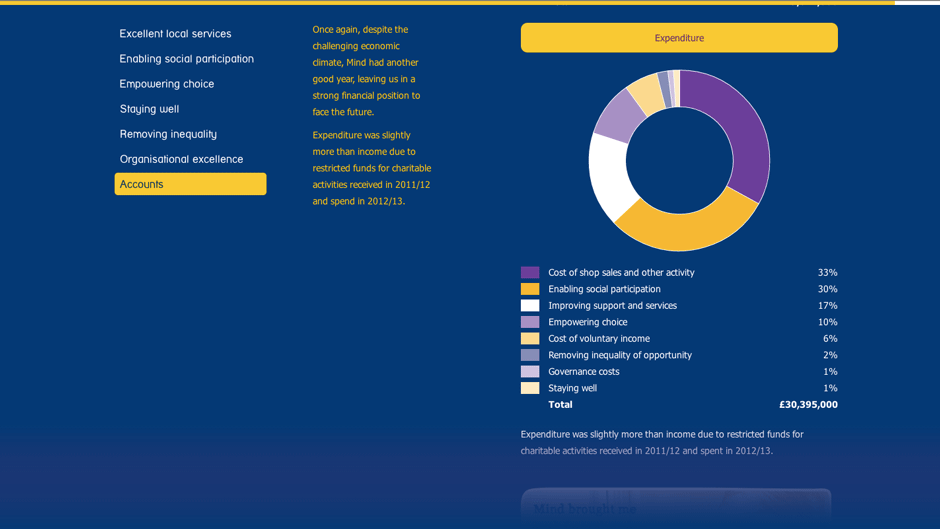 Excellent local services
Enabling social participation
Empowering choice
Staying well
Removing inequality
Organisational excellence
Accounts
Once again, despite the
challenging economic
climate, Mind had another
good year, leaving us in a
strong financial position to
face the future.
Expenditure was slightly
more than income due to
restricted funds for charitable
activities received in 2011/12
and spend in 2012/13.
Expenditure
Cost of shop sales and other activity 33%
Enabling social participation 30%
Improving support and services 17%
Empowering choice 10%
Cost of voluntary income 6%
Removing inequality of opportunity 2%
Governance costs 1%
Staying well 1%
Total £30,395,000
Expenditure was slightly more than income due to restricted funds for
charitable activities received in 2011/12 and spent in 2012/13.
Mind bought me